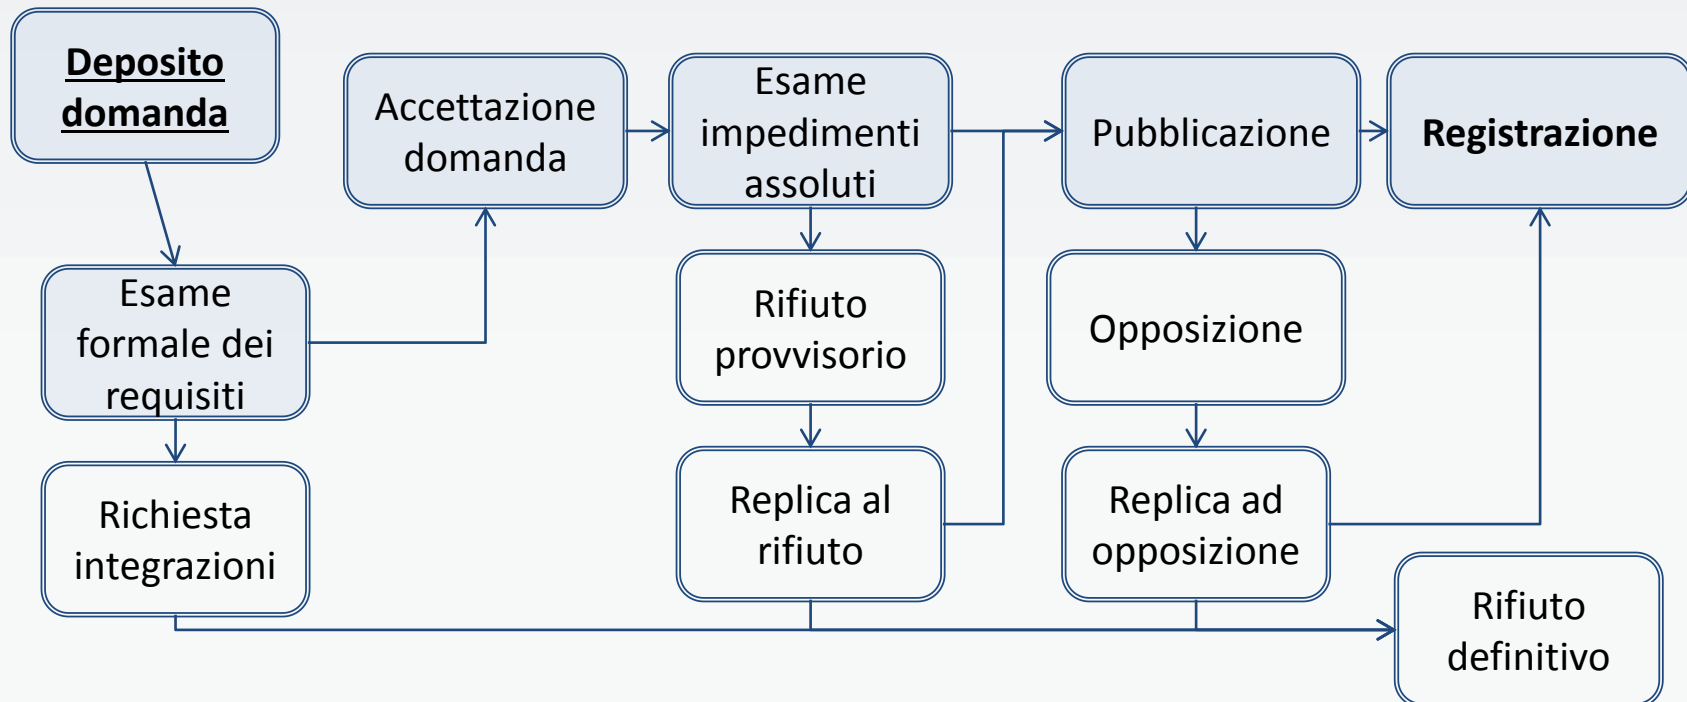 Deposito
domanda
Accettazione
domanda
Esame
impedimenti
assoluti
Pubblicazione
Registrazione
Esame
formale dei
requisiti
Rifiuto
provvisorio
Opposizione
Richiesta
integrazioni
Replica al
rifiuto
Replica ad
opposizione
Rifiuto
definitivo